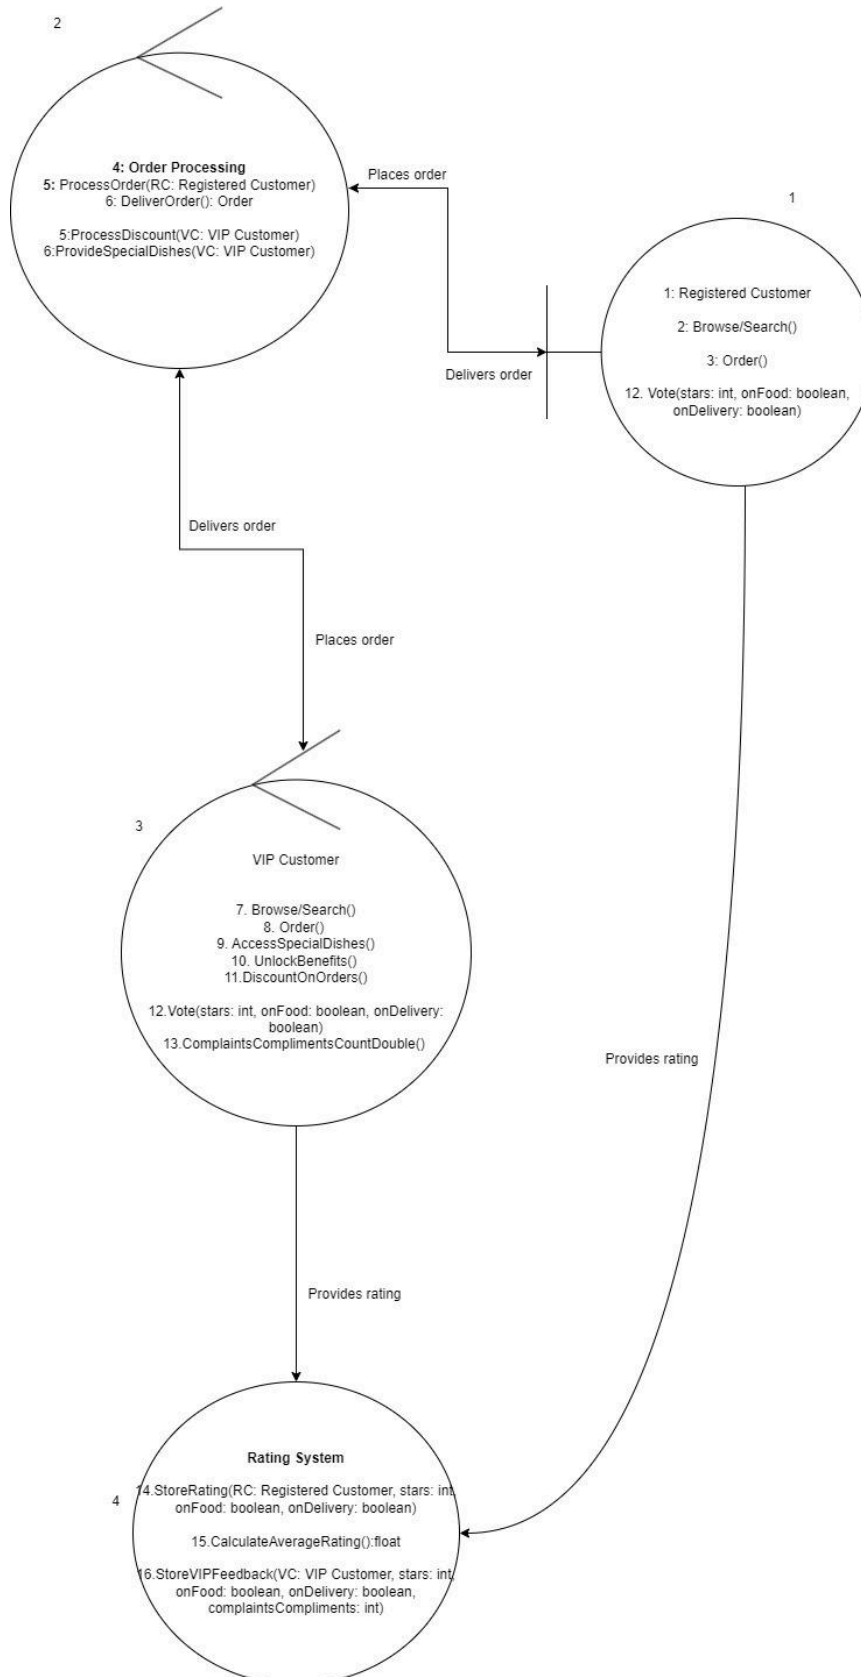 2
4: Order Processing
5: ProcessOrder(RC: Registered Customer)
6: DeliverOrder(): Order
5:ProcessDiscount(VC: VIP Customer)
6:ProvideSpecialDishes(VC: VIP Customer)
Places order
Delivers order
1
1: Registered Customer
2: Browse/Search()
3: Order()
12. Vote(stars: int, onFood: boolean,
onDelivery: boolean)
Delivers order
Places order
3
VIP Customer
7. Browse/Search()
8. Order()
9. AccessSpecialDishes()
10. UnlockBenefits()
11.DiscountOnOrders()
12.Vote(stars: int, onFood: boolean, onDelivery:
boolean)
13.ComplaintsComplimentsCountDouble()
Provides rating
Provides rating
4
Rating System
14.StoreRating(RC: Registered Customer, stars: int,
onFood: boolean, onDelivery: boolean)
15.CalculateAverageRating():float
16.StoreVIPFeedback(VC: VIP Customer, stars: int,
onFood: boolean, onDelivery: boolean,
complaintsCompliments: int)